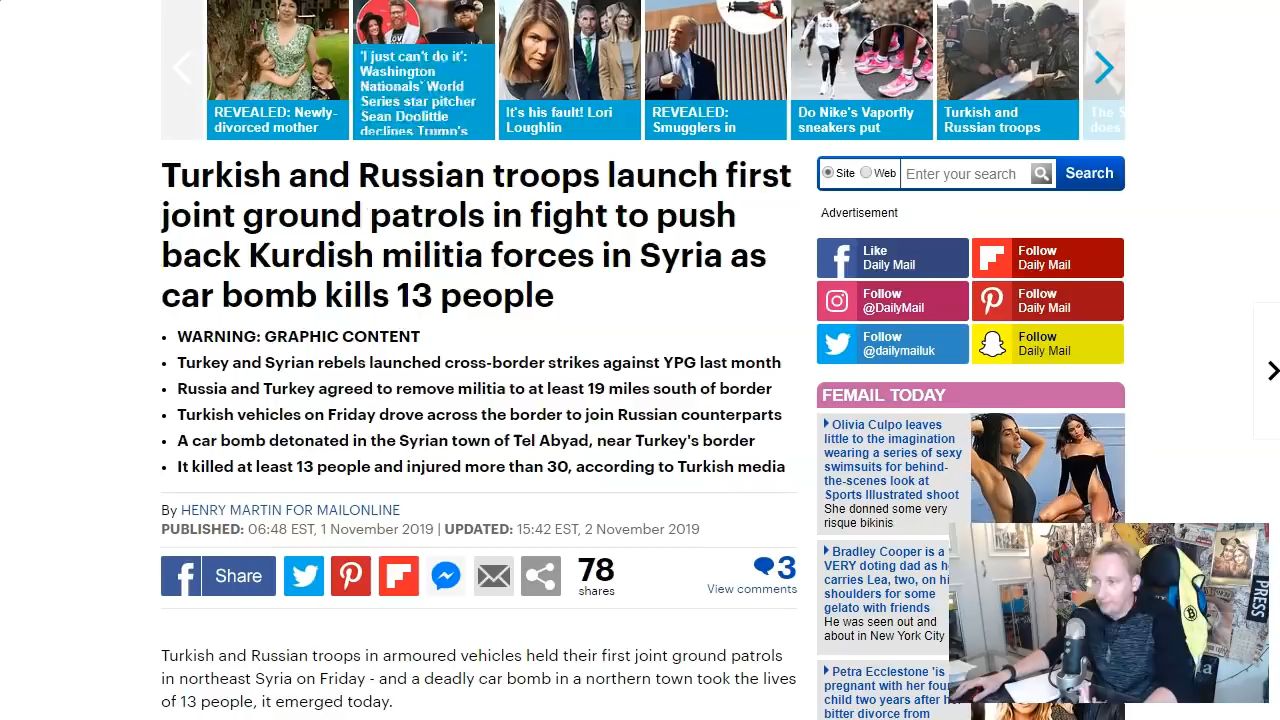 REVEALED: Newly-
divorced mother
'I just can't do it':
Washington
Nationals' World
Series star pitcher
Sean Doolittle
declines Trump's
It's his fault! Lori
Loughlin
REVEALED:
Smugglers in
Do Nike's Vaporfly
sneakers put
Turkish and
Russian troops
The S
does
Turkish and Russian troops launch first
joint ground patrols in fight to push
back Kurdish militia forces in Syria as
car bomb kills 13 people
• WARNING: GRAPHIC CONTENT
• Turkey and Syrian rebels launched cross-border strikes against YPG last month
• Russia and Turkey agreed to remove militia to at least 19 miles south of border
• Turkish vehicles on Friday drove across the border to join Russian counterparts
• A car bomb detonated in the Syrian town of Tel Abyad, near Turkey's border
• It killed at least 13 people and injured more than 30, according to Turkish media
By HENRY MARTIN FOR MAILONLINE
PUBLISHED: 06:48 EST, 1 November 2019 | UPDATED: 15:42 EST, 2 November 2019
Share
78
shares
3
View comments
Turkish and Russian troops in armoured vehicles held their first joint ground patrols
in northeast Syria on Friday - and a deadly car bomb in a northern town took the lives
of 13 people, it emerged today.
Site Web Enter your search Search
Advertisement
Like
Daily Mail
Follow
Daily Mail
Follow
@DailyMail
Follow
Daily Mail
Follow
@dailymailuk
Follow
Daily Mail
FEMAIL TODAY
Olivia Culpo leaves
little to the imagination
wearing a series of sexy
swimsuits for behind-
the-scenes look at
Sports Illustrated shoot
She donned some very
risque bikinis
Bradley Cooper is a
VERY doting dad as h
carries Lea, two, on hi
shoulders for some
gelato with friends
He was seen out and
about in New York City
Petra Ecclestone 'is
pregnant with her four
child two years after h
bitter divorce from
PRESS